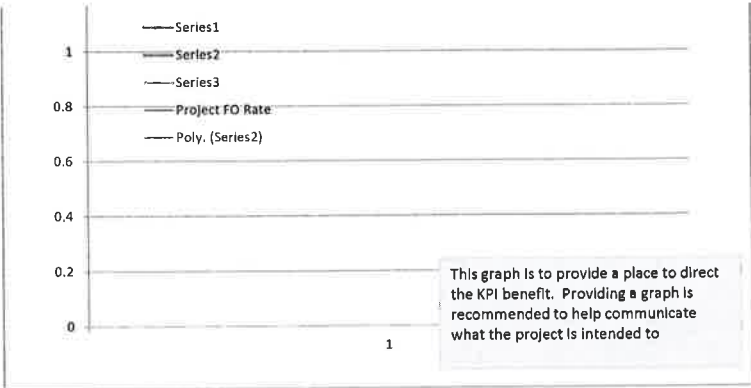 Series1
1
Series2
Series3
0.8
Project FO Rate
Poly. (Series2)
0.6
0.4
0.2
0
1
This graph is to provide a place to direct
the KPI benefit. Providing a graph is
recommended to help communicate
what the project is intended to